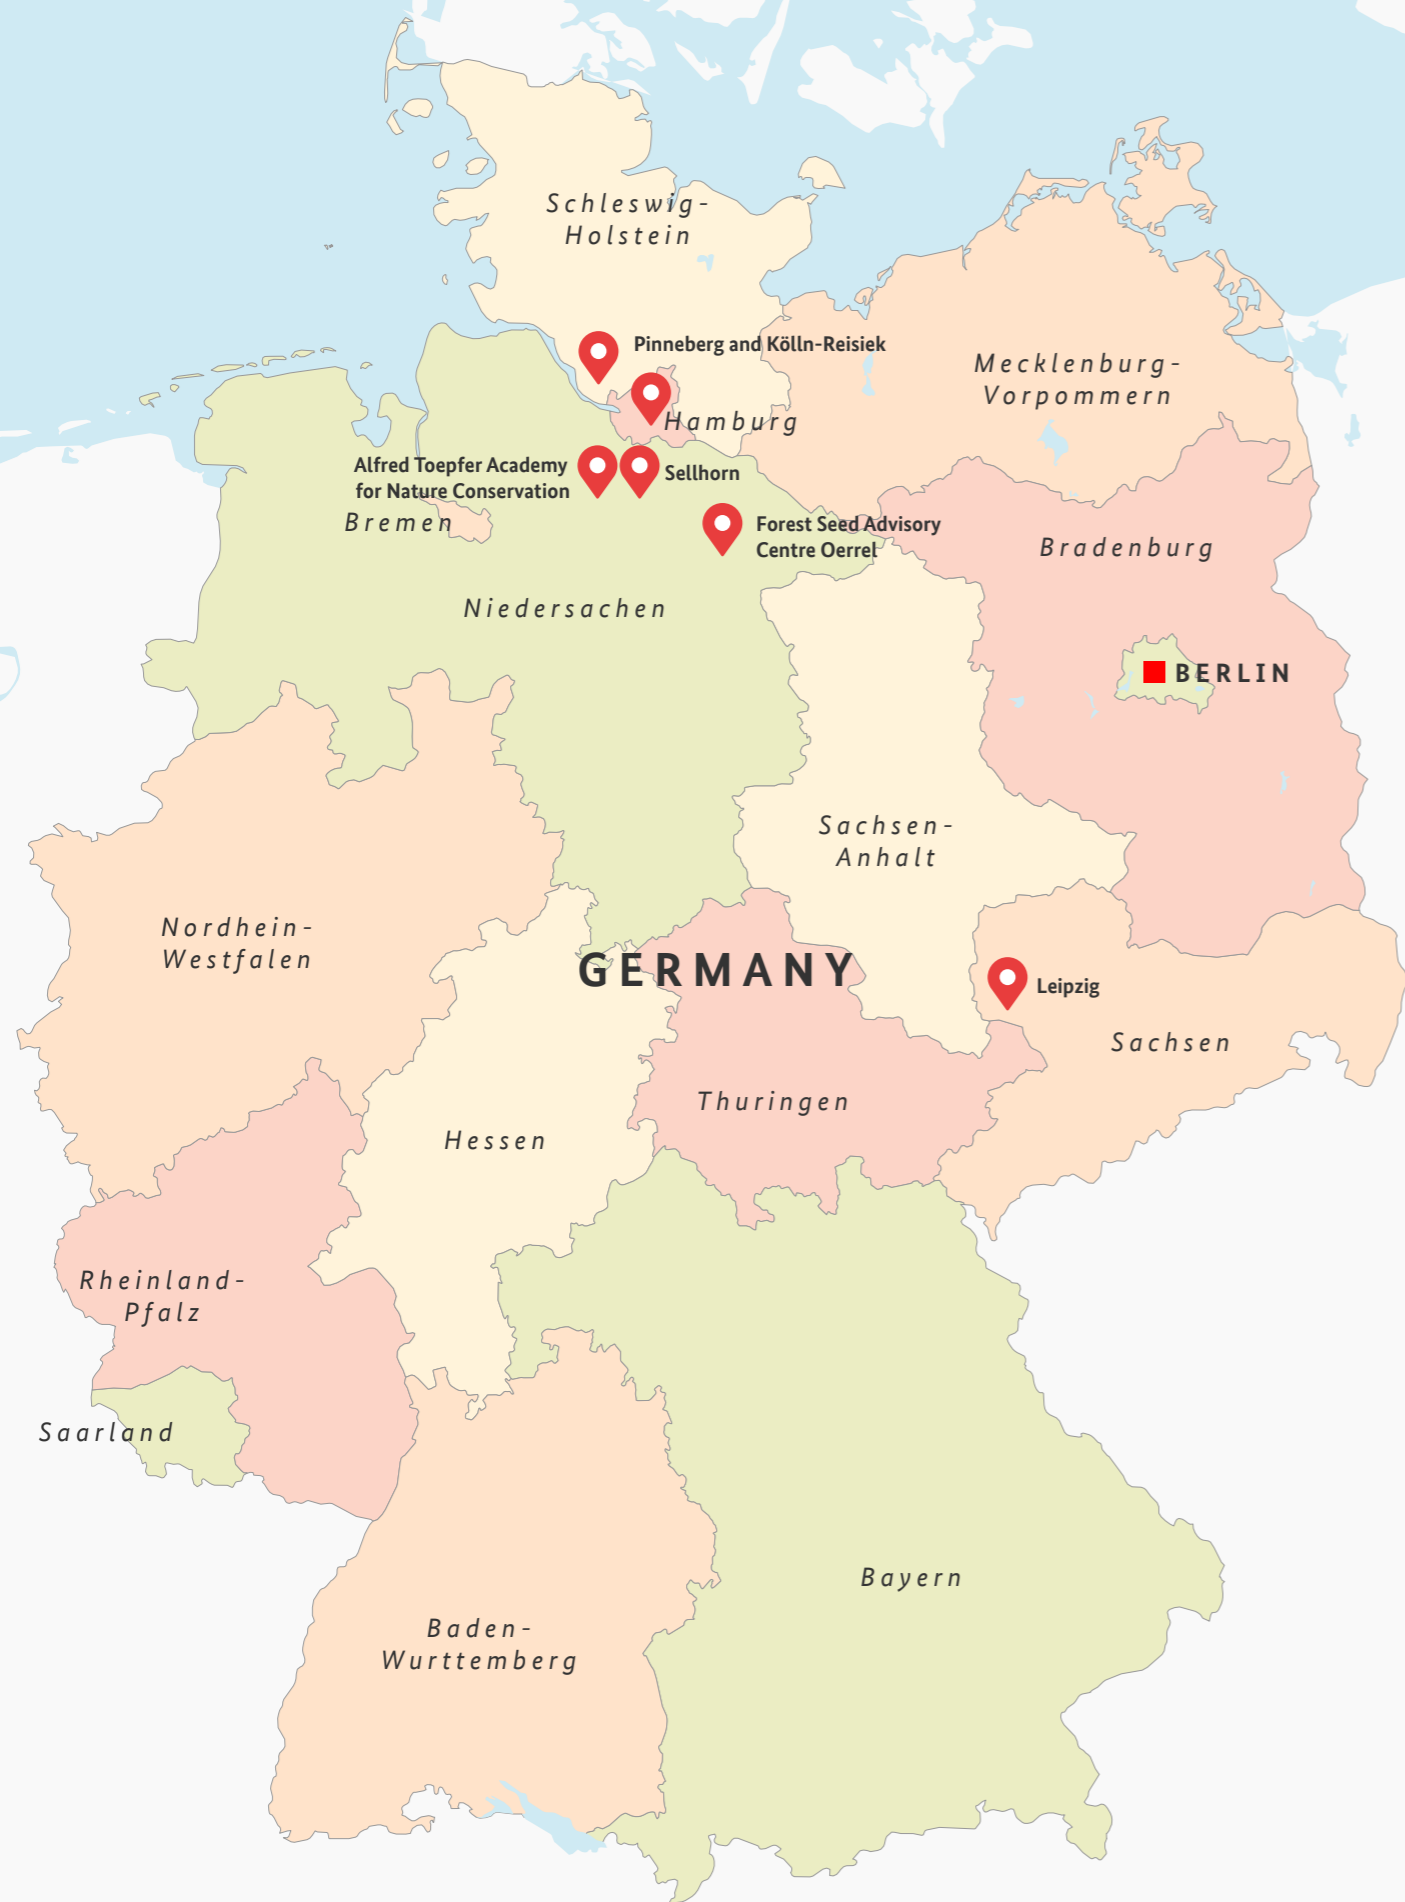 Schleswig-
Holstein
Pinneberg and Kölln-Reisiek
Mecklenburg-
Vorpommern
Hamburg
Alfred Toepfer Academy
for Nature Conservation
Sellhorn
Bremen
Forest Seed Advisory
Centre Oerrel
Bradenburg
Niedersachen
BERLIN
Sachsen-
Anhalt
Nordhein-
Westfalen
GERMANY
Leipzig
Sachsen
Thuringen
Hessen
Rheinland-
Pfalz
Saarland
Bayern
Baden-
Wurttemberg